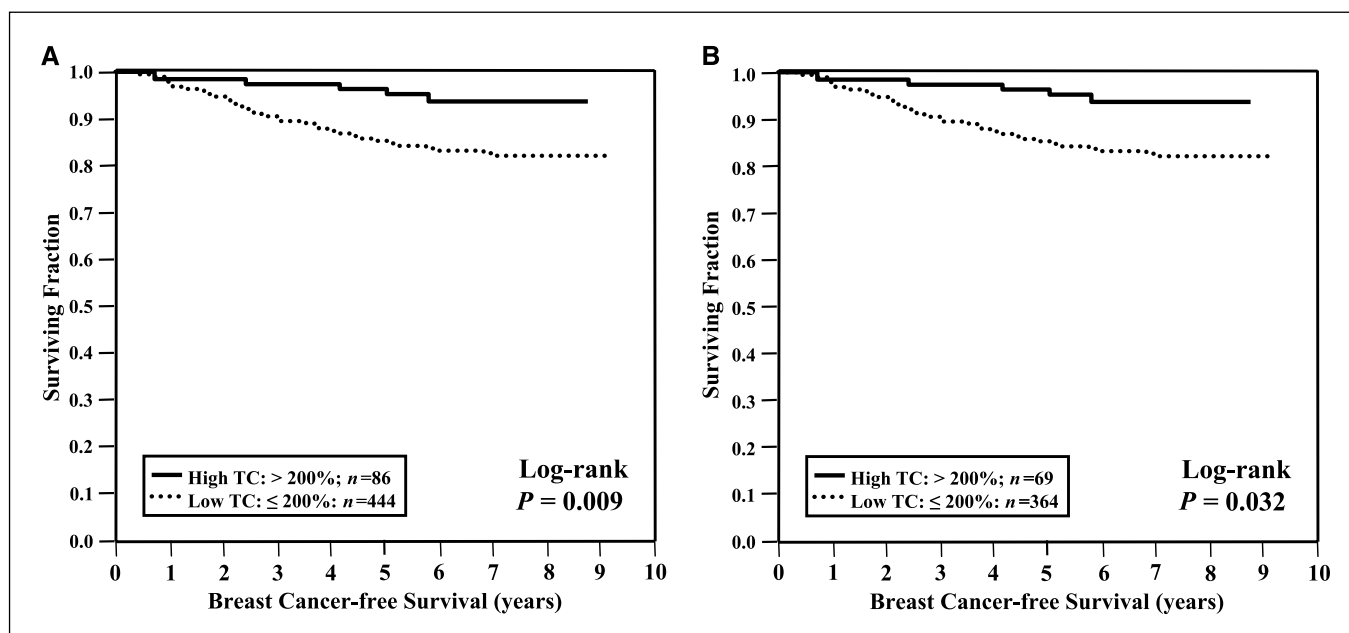 A
1.0
0.9
0.8
0.7
0.6
0.5
0.4
0.3
0.2
0.1
0.0
Surviving Fraction
High TC: > 200%; n=86
Low TC: ≤ 200%: n=444
Log-rank
P = 0.009
0 1 2 3 4 5 6 7 8 9 10
Breast Cancer-free Survival (years)
B
1.0
0.9
0.8
0.7
0.6
0.5
0.4
0.3
0.2
0.1
0.0
Surviving Fraction
High TC: > 200%; n=69
Low TC: ≤ 200%: n=364
Log-rank
P = 0.032
0 1 2 3 4 5 6 7 8 9 10
Breast Cancer-free Survival (years)